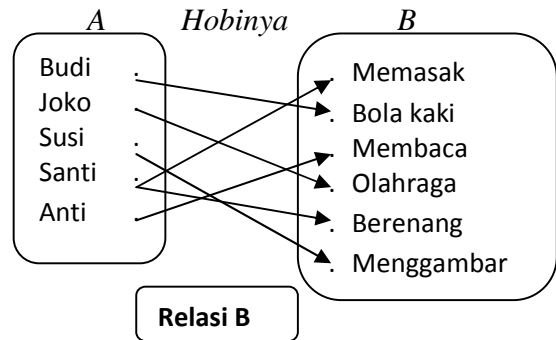 A Hobinya B
Budi
Joko
Susi
Santi
Anti
Memasak
Bola kaki
Membaca
Olahraga
Berenang
Menggambar
Relasi B